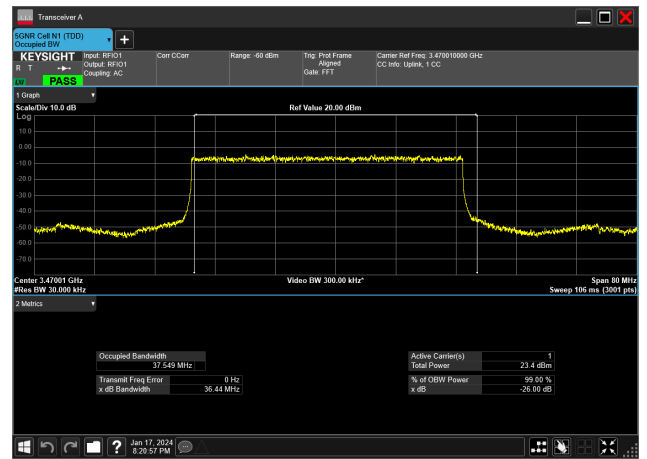 Transceiver A
5GNR Cell N1 (TDD)
Occupied BW
KEYSIGHT
R T
LW
PASS
Input: RFIO1
Output: RFIO1
Coupling: AC
Corr CCorr
Range: -60 dBm
Trig: Prot Frame
Aligned
Gate: FFT
Carrier Ref Freq: 3.470010000 GHz
CC Info: Uplink, 1 CC
1 Graph
Scale/Div 10.0 dB
Ref Value 20.00 dBm
Log
10.0
0.00
-10.0
-20.0
-30.0
-40.0
-50.0
-60.0
-70.0
Center 3.47001 GHz
Video BW 300.00 kHz*
Span 80 MHz
#Res BW 30.000 kHz
Sweep 106 ms (3001 pts)
2 Metrics
Occupied Bandwidth
37.549 MHz
Active Carrier(s) 1
Total Power 23.4 dBm
Transmit Freq Error 0 Hz
x dB Bandwidth 36.44 MHz
% of OBW Power 99.00 %
x dB -26.00 dB
Jan 17, 2024
8:20:57 PM